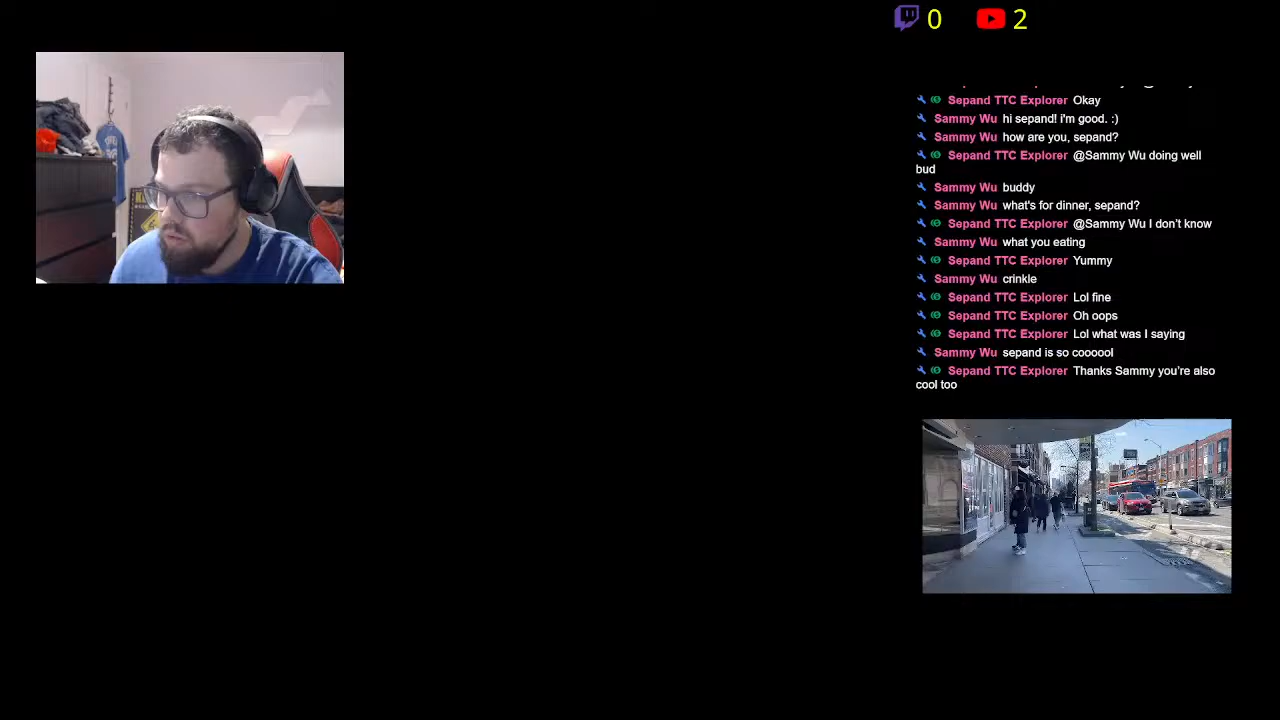 0 2
Sepand TTC Explorer Okay
Sammy Wu hi sepand! i'm good. :)
Sammy Wu how are you, sepand?
Sepand TTC Explorer @Sammy Wu doing well
bud
Sammy Wu buddy
Sammy Wu what's for dinner, sepand?
Sepand TTC Explorer @Sammy Wu I don't know
Sammy Wu what you eating
Sepand TTC Explorer Yummy
Sammy Wu crinkle
Sepand TTC Explorer Lol fine
Sepand TTC Explorer Oh oops
Sepand TTC Explorer Lol what was I saying
Sammy Wu sepand is so coooool
Sepand TTC Explorer Thanks Sammy you're also
cool too